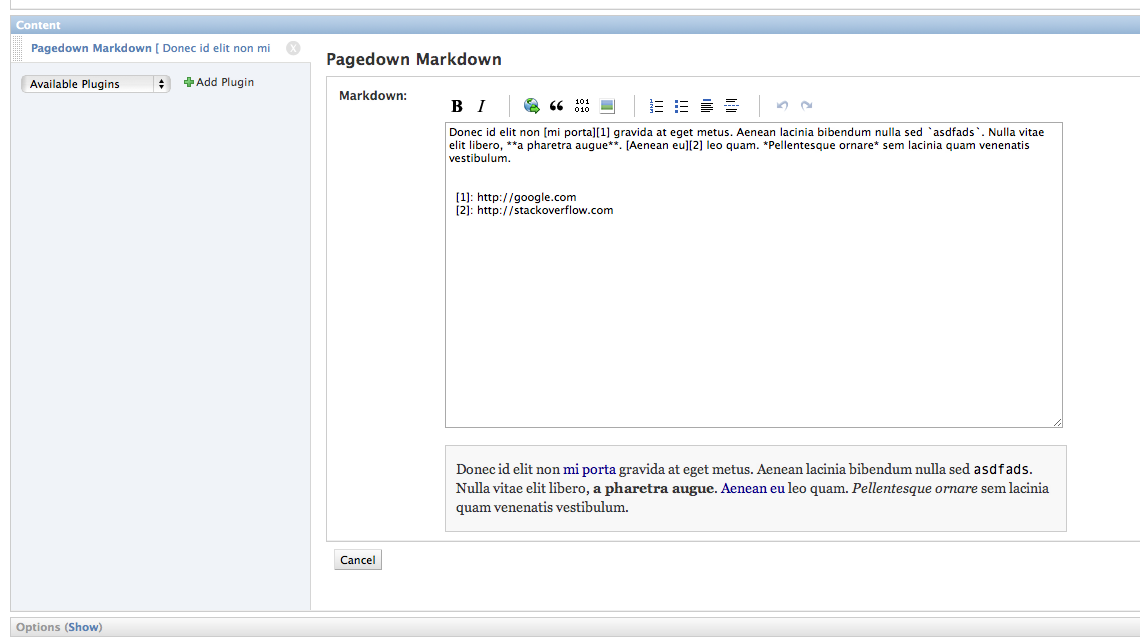 Content
Pagedown Markdown [ Donec id elit non mi
X
Available Plugins
Add Plugin
Pagedown Markdown
Markdown:
B I “ 101 010
Donec id elit non [mi porta][1] gravida at eget metus. Aenean lacinia bibendum nulla sed `asdfads`. Nulla vitae
elit libero, **a pharetra augue**. [Aenean eu][2] leo quam. *Pellentesque ornare* sem lacinia quam venenatis
vestibulum.
[1]: http://google.com
[2]: http://stackoverflow.com
Donec id elit non mi porta gravida at eget metus. Aenean lacinia bibendum nulla sed asdfads.
Nulla vitae elit libero, a pharetra augue. Aenean eu leo quam. Pellentesque ornare sem lacinia
quam venenatis vestibulum.
Cancel
Options (Show)